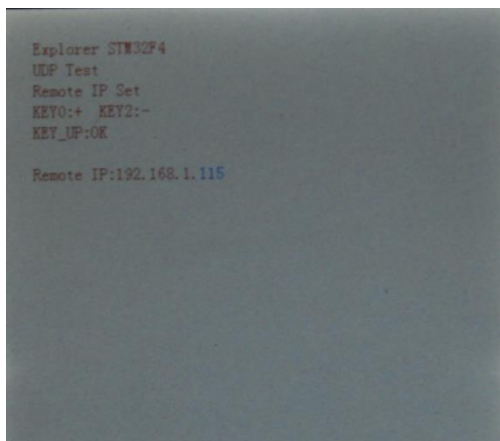 Explorer STM32F4
UDP Test
Remote IP Set
KEY0:+ KEY2:-
KEY_UP:OK
Remote IP:192.168.1.115